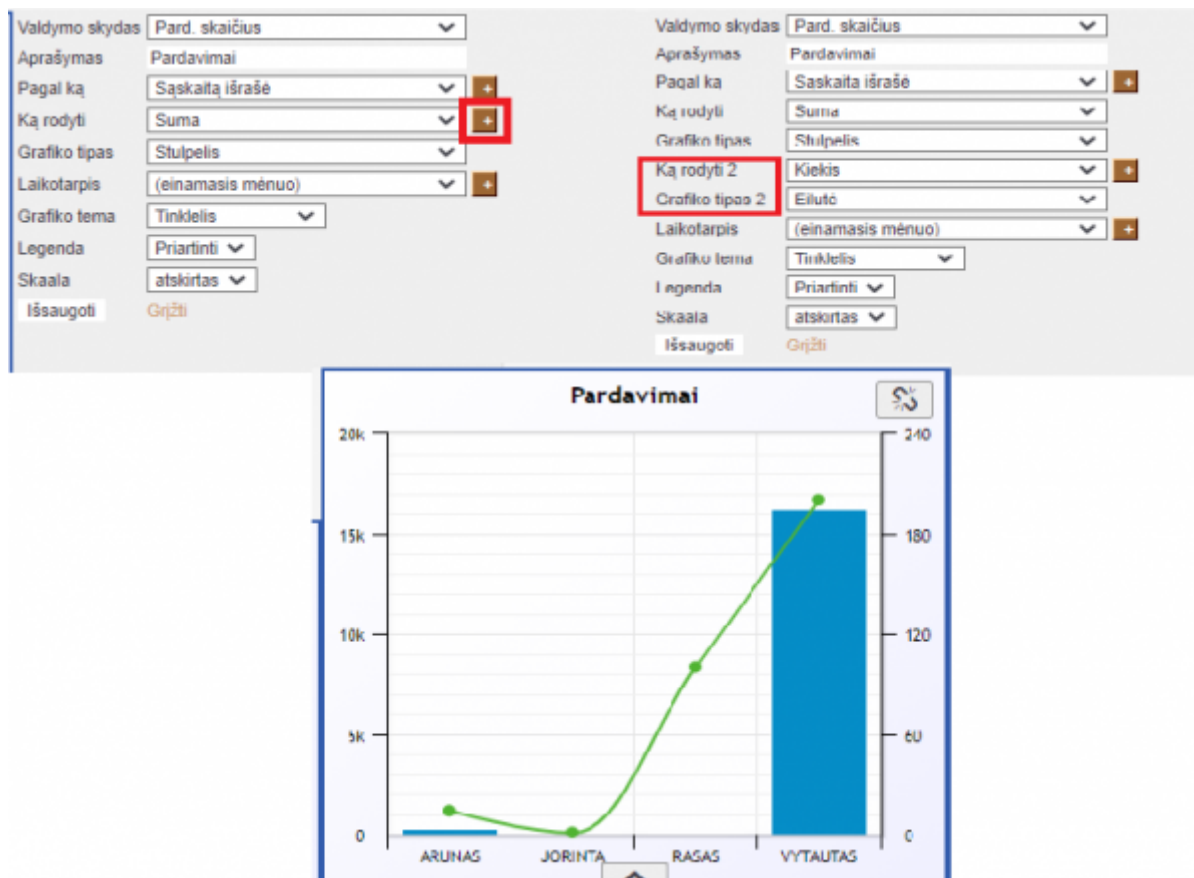 Valdymo skydas Pard. skaičius
Aprašymas Pardavimai
Pagal ką Sąskaitą išrašė +
Ką rodyti Suma +
Grafiko tipas Stulpelis
Laikotarpis (einamasis mėnuo) +
Grafiko tema Tinklelis
Legenda Priartinti
Skaala atskirtas
Išsaugoti Grįžti
Valdymo skydas Pard. skaičius
Aprašymas Pardavimai
Pagal ką Sąskaitą išrašė +
Ką rodyti Suma
Grafiko tipas Stulpelis
Ką rodyti 2 Kiekis +
Grafiko tipas 2 Eilutė
Laikotarpis (einamasis mėnuo) +
Grafiko tema Tinklelis
Legenda Priartinti
Skaala atskirtas
Išsaugoti Grįžti
Pardavimai
20k 240
15k 180
10k 120
5k 60
0 0
ARUNAS JORINTA RASAS VYTAUTAS